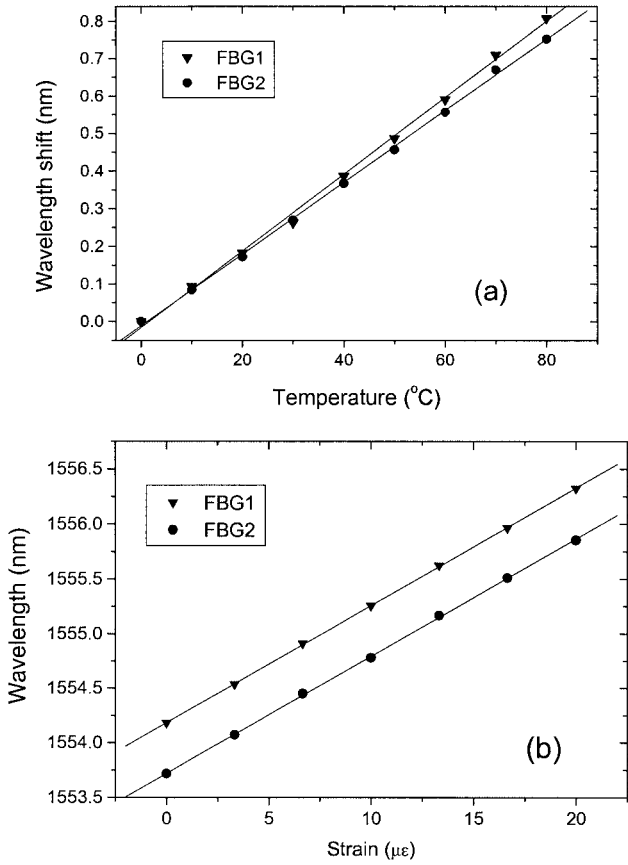 0.8
0.7
0.6
0.5
0.4
0.3
0.2
0.1
0.0
Wavelength shift (nm)
FBG1
FBG2
(a)
0 20 40 60 80
Temperature (°C)
1556.5
1556.0
1555.5
1555.0
1554.5
1554.0
1553.5
Wavelength (nm)
FBG1
FBG2
(b)
0 5 10 15 20
Strain (με)